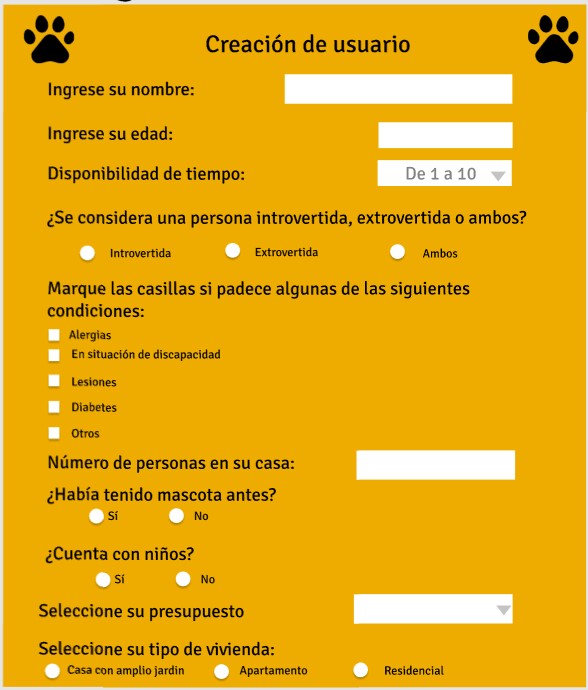 Creación de usuario
Ingrese su nombre:
Ingrese su edad:
Disponibilidad de tiempo:
De 1 a 10
¿Se considera una persona introvertida, extrovertida o ambos?
Introvertida
Extrovertida
Ambos
Marque las casillas si padece algunas de las siguientes
condiciones:
Alergias
En situación de discapacidad
Lesiones
Diabetes
Otros
Número de personas en su casa:
¿Había tenido mascota antes?
Sí
No
¿Cuenta con niños?
Sí
No
Seleccione su presupuesto
Seleccione su tipo de vivienda:
Casa con amplio jardin
Apartamento
Residencial